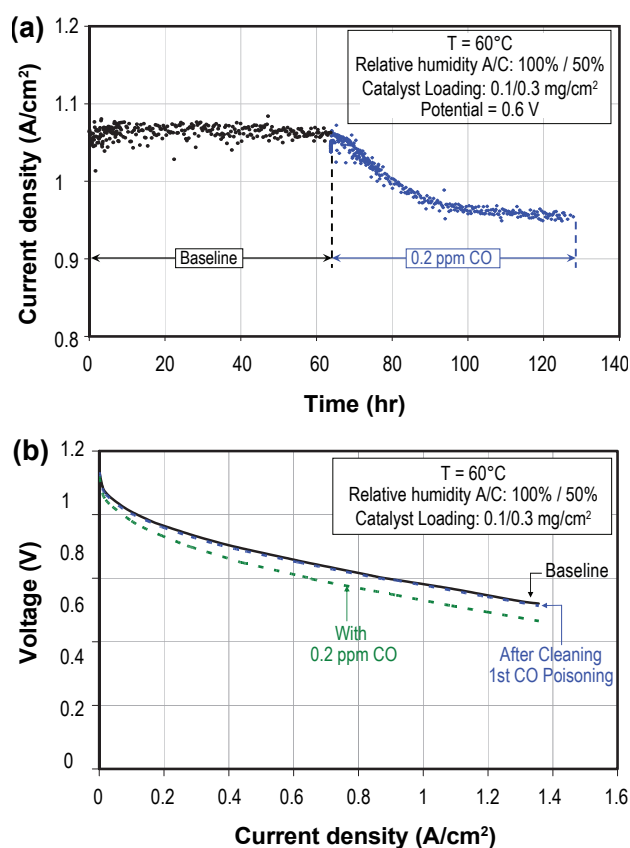 (a)
1.2
1.1
1
0.9
0.8
Current density (A/cm²)
T = 60°C
Relative humidity A/C: 100% / 50%
Catalyst Loading: 0.1/0.3 mg/cm²
Potential = 0.6 V
Baseline
0.2 ppm CO
0 20 40 60 80 100 120 140
Time (hr)
(b)
1.2
1
0.8
0.6
0.4
0.2
0
Voltage (V)
T = 60°C
Relative humidity A/C: 100% / 50%
Catalyst Loading: 0.1/0.3 mg/cm²
Baseline
With
0.2 ppm CO
After Cleaning
1st CO Poisoning
0 0.2 0.4 0.6 0.8 1 1.2 1.4 1.6
Current density (A/cm²)